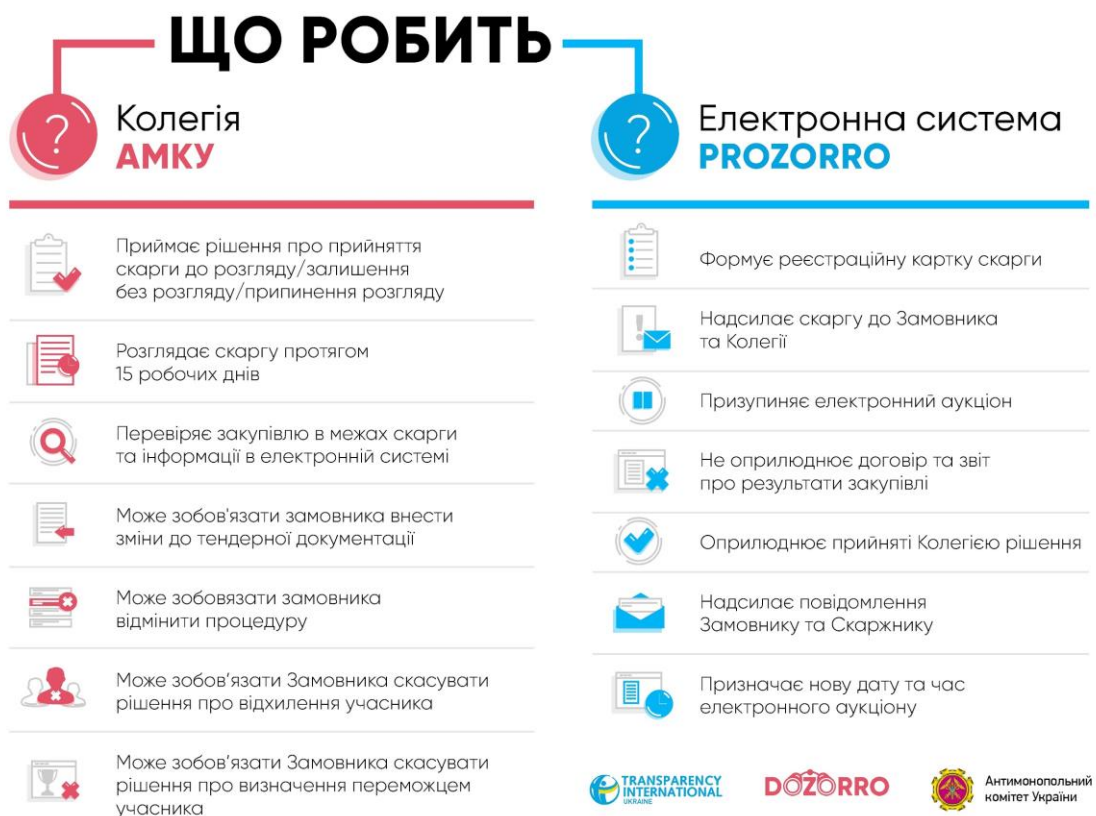 ЩО РОБИТЬ
?
Колегія
АМКУ
Приймає рішення про прийняття
скарги до розгляду/залишення
без розгляду/припинення розгляду
Розглядає скаргу протягом
15 робочих днів
Перевіряє закупівлю в межах скарги
та інформації в електронній системі
Може зобов'язати замовника внести
зміни до тендерної документації
Може зобовязати замовника
відмінити процедуру
Може зобов'язати Замовника скасувати
рішення про відхилення учасника
Може зобов'язати Замовника скасувати
рішення про визначення переможцем
учасника
?
Електронна система
PROZORRO
Формує реєстраційну картку скарги
Надсилає скаргу до Замовника
та Колегії
Призупиняє електронний аукціон
Не оприлюднює договір та звіт
про результати закупівлі
Оприлюднює прийняті Колегією рішення
Надсилає повідомлення
Замовнику та Скаржнику
Призначає нову дату та час
електронного аукціону
TRANSPARENCY
INTERNATIONAL
UKRAINE
DOZORRO
Антимонопольний
комітет України